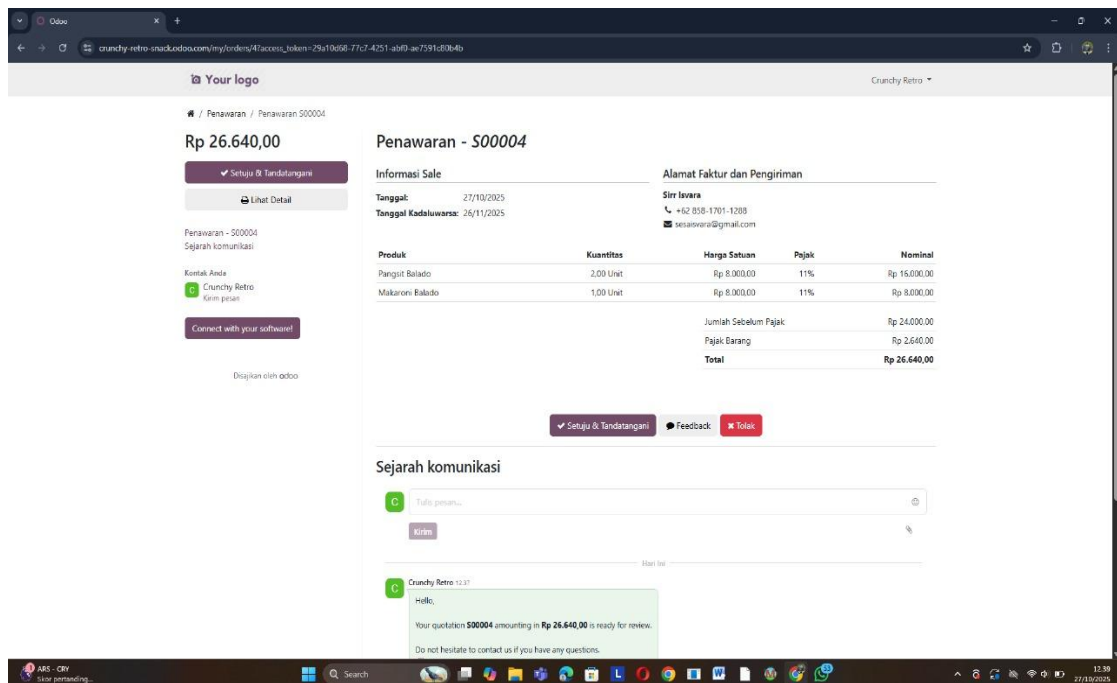 Odoo
crunchy-retro-snack.odoo.com/my/orders/4?access_token=29a10d68-77c7-4251-abf0-ae7591c80b4b
Your logo
Crunchy Retro
/ Penawaran / Penawaran S00004
Rp 26.640,00
Setuju & Tandatangani
Lihat Detail
Penawaran - S00004
Sejarah komunikasi
Kontak Anda
C
Crunchy Retro
Kirim pesan
Connect with your software!
Disajikan oleh odoo
Penawaran - S00004
Informasi Sale
Tanggal: 27/10/2025
Tanggal Kadaluwarsa: 26/11/2025
Alamat Faktur dan Pengiriman
Sirr Isvara
+62 858-1701-1288
sesaisvara@gmail.com
Produk Kuantitas Harga Satuan Pajak Nominal
Pangsit Balado 2,00 Unit Rp 8.000,00 11% Rp 16.000,00
Makaroni Balado 1,00 Unit Rp 8.000,00 11% Rp 8.000,00
Jumlah Sebelum Pajak Rp 24.000,00
Pajak Barang Rp 2.640,00
Total Rp 26.640,00
Setuju & Tandatangani Feedback Tolak
Sejarah komunikasi
C
Tulis pesan...
Kirim
Hari Ini
C
Crunchy Retro 12.37
Hello,
Your quotation S00004 amounting in Rp 26.640,00 is ready for review.
Do not hesitate to contact us if you have any questions.
ARS - CRY
Skor pertanding...
Search
12.39
27/10/2025